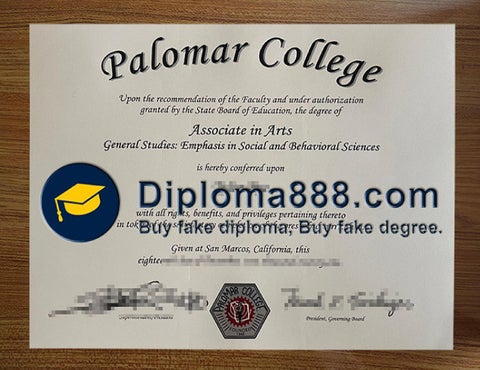 Palomar College
Upon the recommendation of the Faculty and under authorization
granted by the State Board of Education, the degree of
Associate in Arts
General Studies: Emphasis in Social and Behavioral Sciences
is hereby conferred upon
Diploma888.com
with all rights, benefits, and privileges pertaining thereto
Buy fake diploma, Buy fake degree.
Given at San Marcos, California, this
PALOMAR COLLEGE
FOUNDED
President, Governing Board